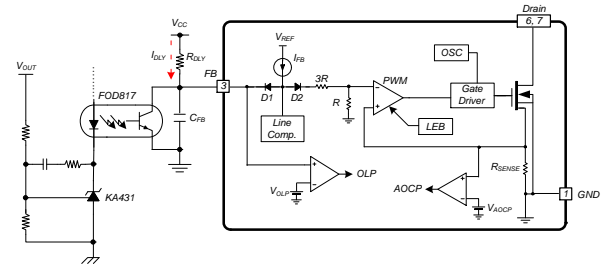 Drain
6, 7
VCC
IDLY
RDLY
VREF
IFB
OSC
VOUT
FB
3
3R
PWM
D1
D2
R
Gate
Driver
FOD817
CFB
Line
Comp.
LEB
KA431
OLP
VOLP
AOCP
VAOCP
RSENSE
1
GND